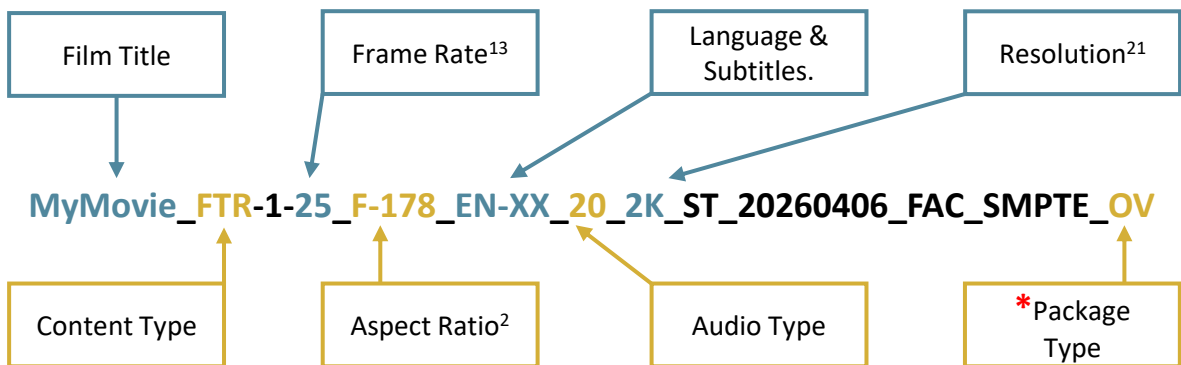 Film Title
Frame Rate13
Language &
Subtitles.
Resolution21
MyMovie_FTR-1-25_F-178_EN-XX_20_2K_ST_20260406_FAC_SMPTE_OV
Content Type
Aspect Ratio2
Audio Type
*Package
Type